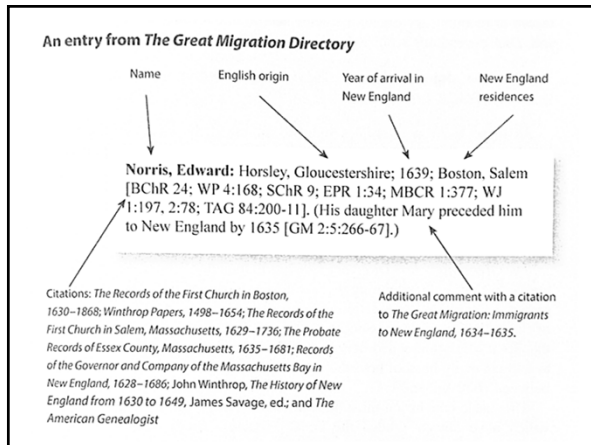 An entry from The Great Migration Directory
Name
English origin
Year of arrival in
New England
New England
residences
Norris, Edward: Horsley, Gloucestershire; 1639; Boston, Salem
[BChR 24; WP 4:168; SChR 9; EPR 1:34; MBCR 1:377; WJ
1:197, 2:78; TAG 84:200-11]. (His daughter Mary preceded him
to New England by 1635 [GM 2:5:266-67].)
Citations: The Records of the First Church in Boston,
1630–1868; Winthrop Papers, 1498–1654; The Records of the
First Church in Salem, Massachusetts, 1629–1736; The Probate
Records of Essex County, Massachusetts, 1635–1681; Records
of the Governor and Company of the Massachusetts Bay in
New England, 1628–1686; John Winthrop, The History of New
England from 1630 to 1649, James Savage, ed.; and The
American Genealogist
Additional comment with a citation
to The Great Migration: Immigrants
to New England, 1634–1635.